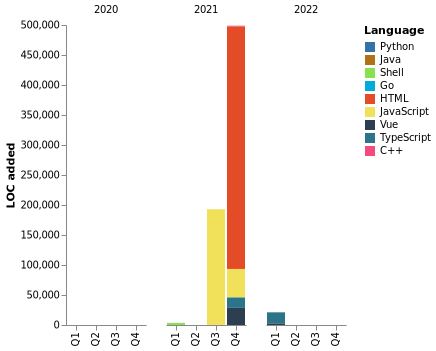 2020
2021
2022
500,000
450,000
400,000
350,000
300,000
250,000
200,000
150,000
100,000
50,000
0
LOC added
Q1
Q2
Q3
Q4
Q1
Q2
Q3
Q4
Q1
Q2
Q3
Q4
Language
Python
Java
Shell
Go
HTML
JavaScript
Vue
TypeScript
C++